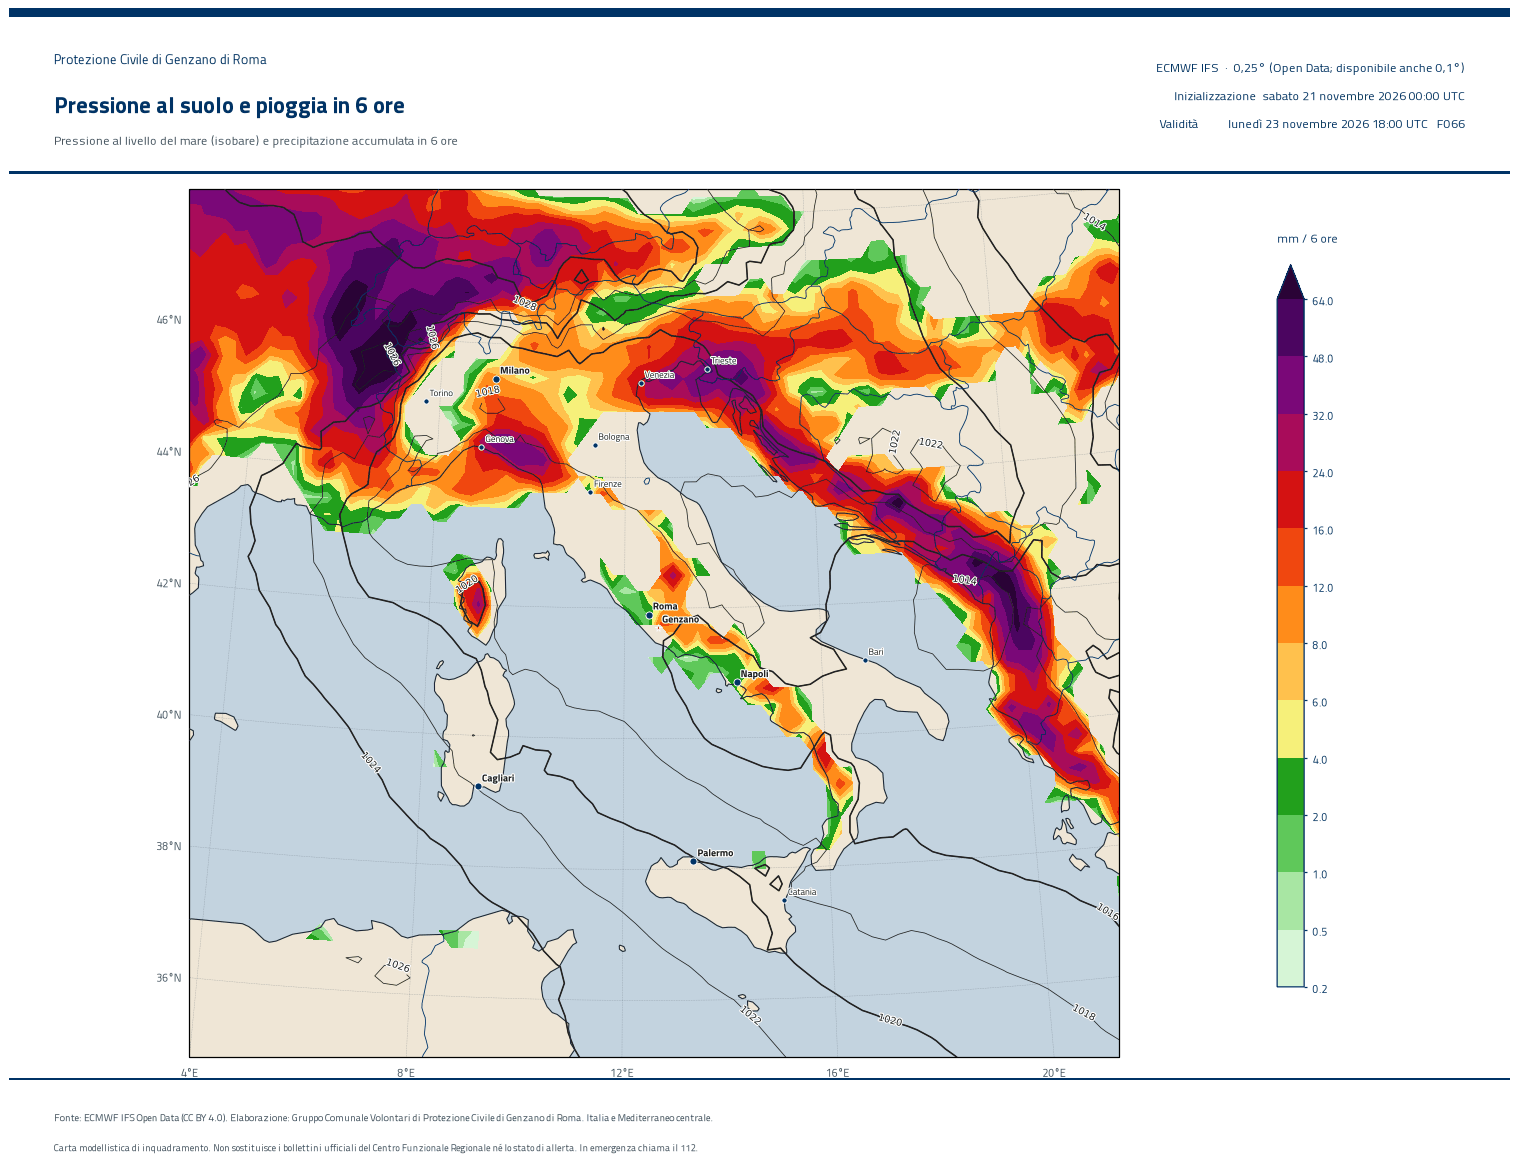 Protezione Civile di Genzano di Roma
Pressione al suolo e pioggia in 6 ore
Pressione al livello del mare (isobare) e precipitazione accumulata in 6 ore
ECMWF IFS · 0,25° (Open Data; disponibile anche 0,1°)
Inizializzazione sabato 21 novembre 2026 00:00 UTC
Validità lunedì 23 novembre 2026 18:00 UTC F066
mm / 6 ore
64.0
48.0
32.0
24.0
16.0
12.0
8.0
6.0
4.0
2.0
1.0
0.5
0.2
46°N
44°N
42°N
40°N
38°N
36°N
4°E
8°E
12°E
16°E
20°E
1014
1028
1026
1026
1018
1022
1022
26
1020
1014
1024
1026
1022
1020
1018
1016
Milano
Torino
Venezia
Trieste
Genova
Bologna
Firenze
Roma
Genzano
Napoli
Bari
Cagliari
Palermo
Catania
Fonte: ECMWF IFS Open Data (CC BY 4.0). Elaborazione: Gruppo Comunale Volontari di Protezione Civile di Genzano di Roma. Italia e Mediterraneo centrale.
Carta modellistica di inquadramento. Non sostituisce i bollettini ufficiali del Centro Funzionale Regionale né lo stato di allerta. In emergenza chiama il 112.